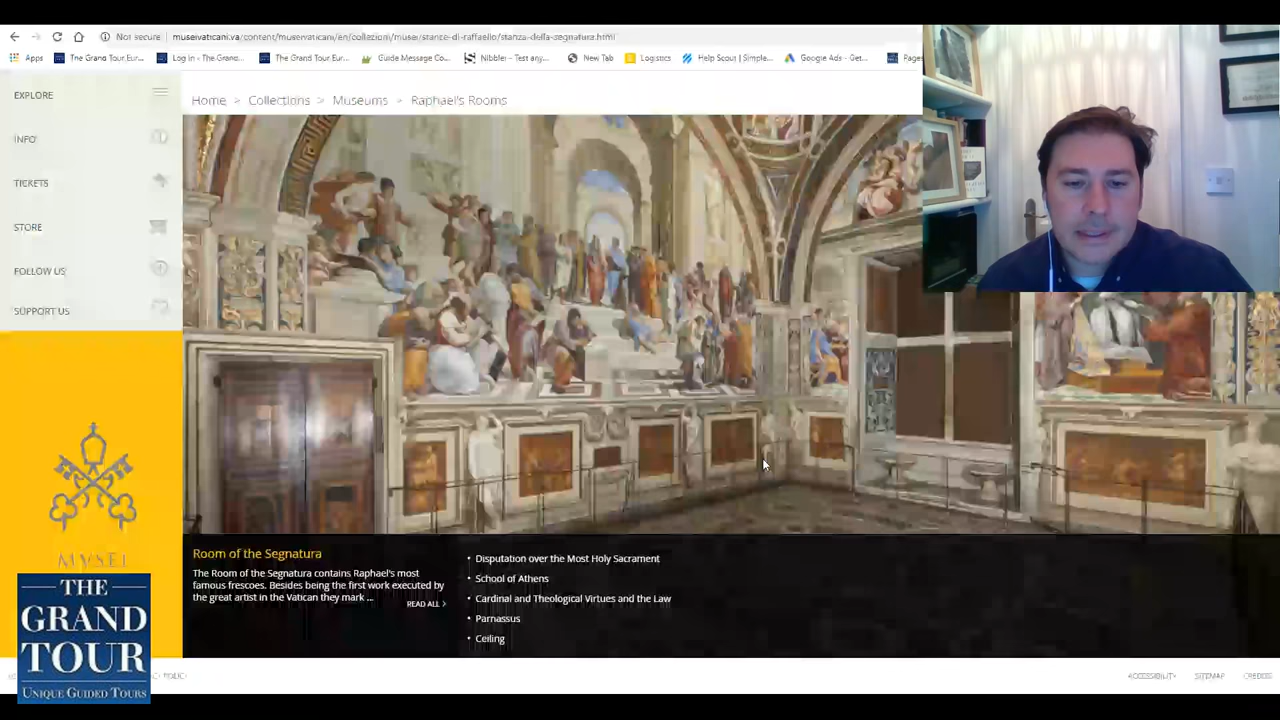 Not secure | museivaticani.va/content/museivaticani/en/collezioni/musei/stanze-di-raffaello/stanza-della-segnatura.html
Apps The Grand Tour Eur... Log In ‹ The Grand... The Grand Tour Eur... Guide Message Co... Nibbler – Test any... New Tab Logistics Help Scout | Simple... Google Ads - Get... Pages
EXPLORE
Home > Collections > Museums > Raphael's Rooms
INFO
TICKETS
STORE
FOLLOW US
SUPPORT US
MVSEI
Room of the Segnatura
The Room of the Segnatura contains Raphael's most
famous frescoes. Besides being the first work executed by
the great artist in the Vatican they mark ...
READ ALL >
• Disputation over the Most Holy Sacrament
• School of Athens
• Cardinal and Theological Virtues and the Law
• Parnassus
• Ceiling
THE
GRAND
TOUR
UNIQUE GUIDED TOURS
ACCESSIBILITY SITEMAP CREDITS